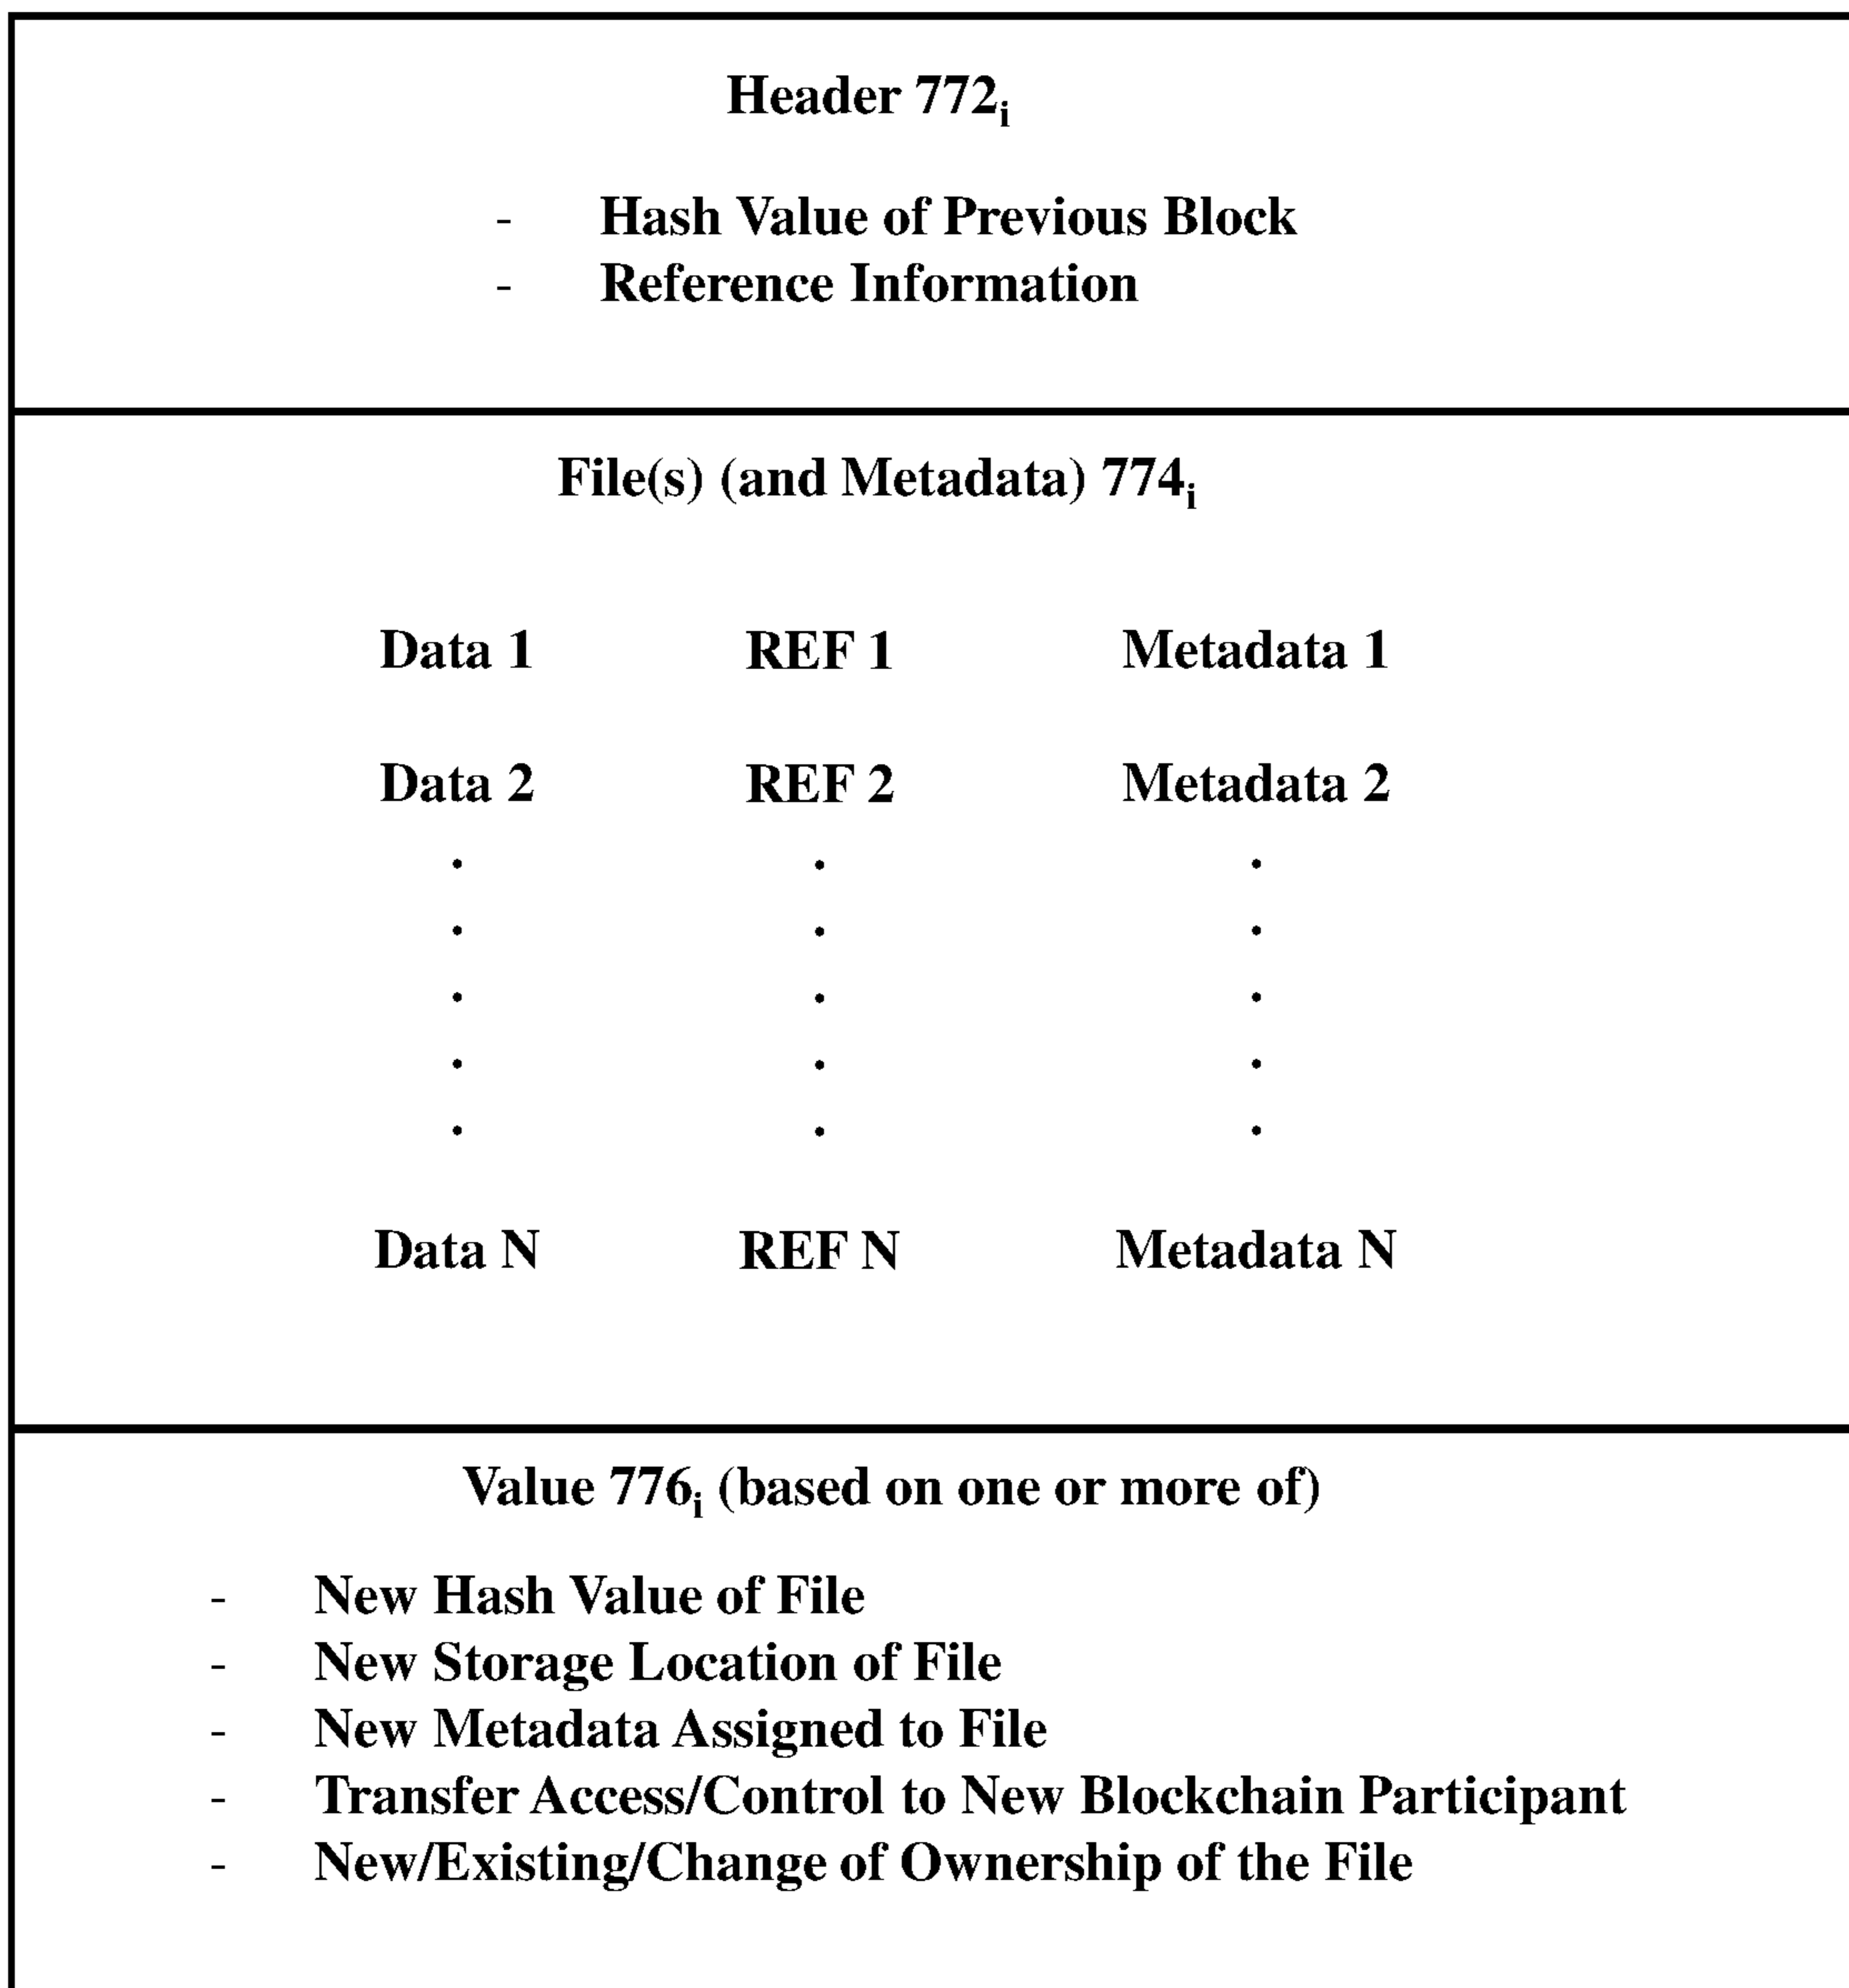 Header 772i
- Hash Value of Previous Block
- Reference Information
File(s) (and Metadata) 774i
Data 1 REF 1 Metadata 1
Data 2 REF 2 Metadata 2
. . .
. . .
. . .
. . .
. . .
Data N REF N Metadata N
Value 776i (based on one or more of)
- New Hash Value of File
- New Storage Location of File
- New Metadata Assigned to File
- Transfer Access/Control to New Blockchain Participant
- New/Existing/Change of Ownership of the File